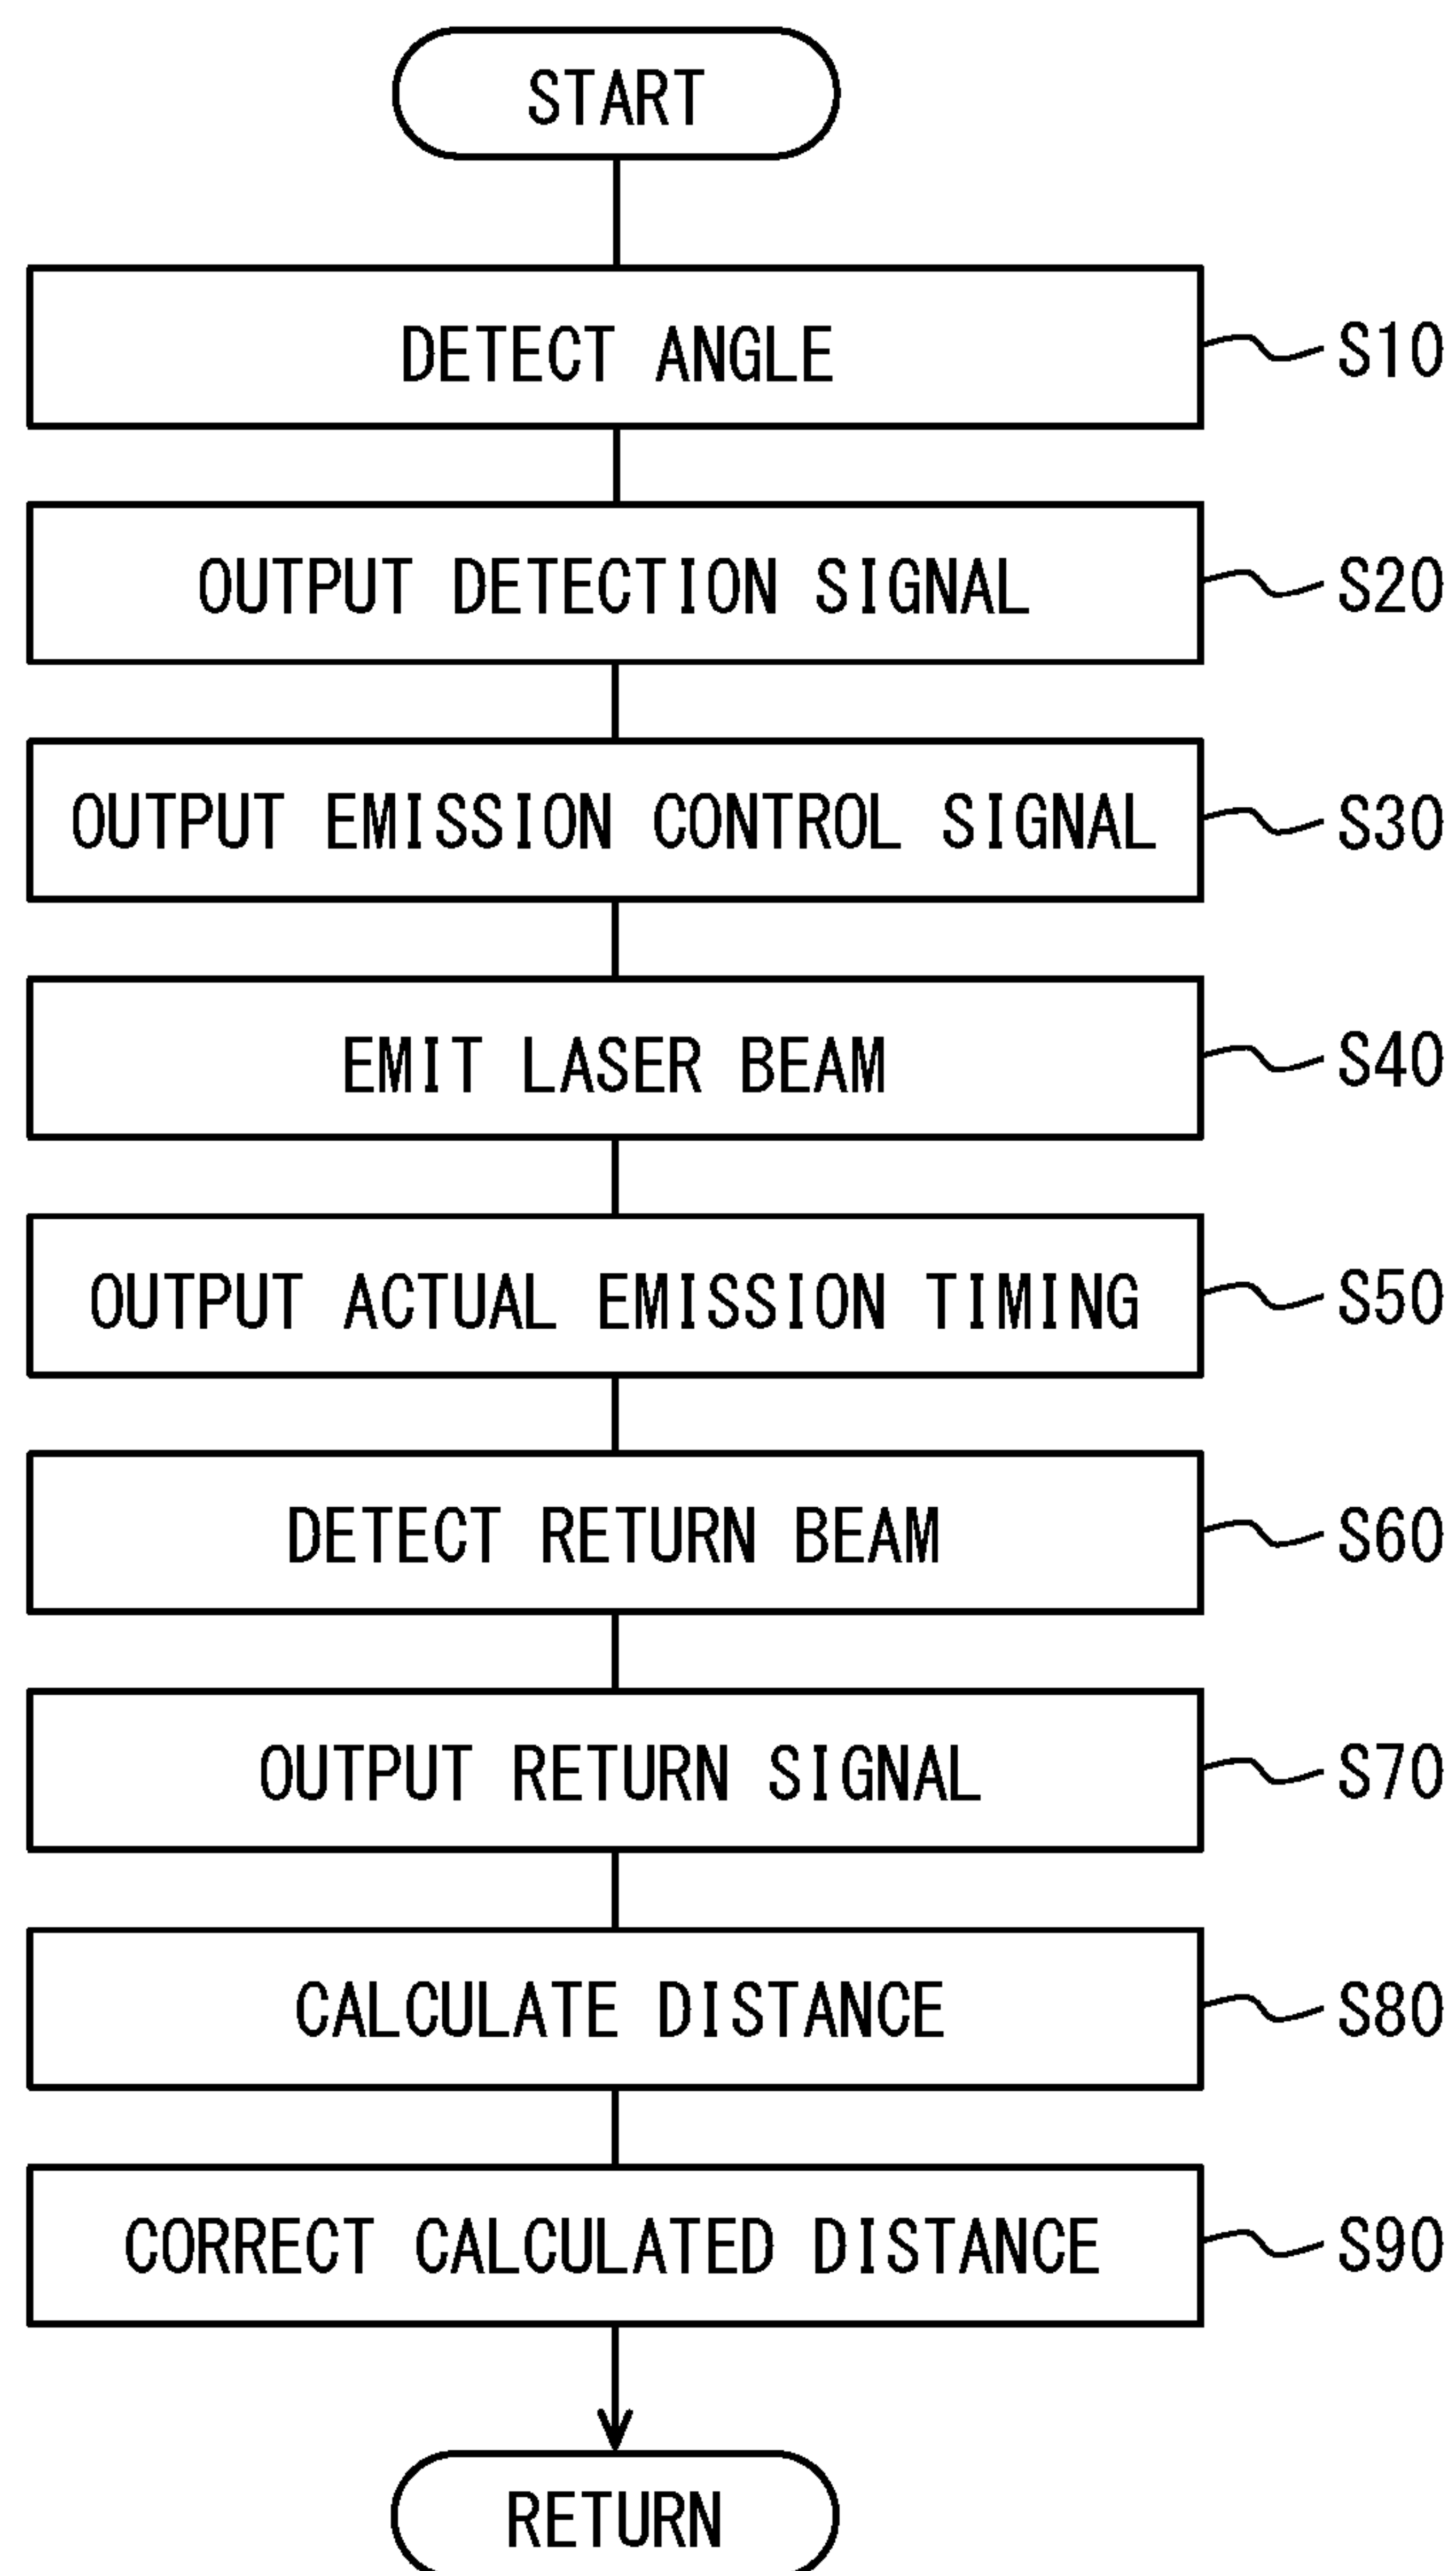 START
DETECT ANGLE S10
OUTPUT DETECTION SIGNAL S20
OUTPUT EMISSION CONTROL SIGNAL S30
EMIT LASER BEAM S40
OUTPUT ACTUAL EMISSION TIMING S50
DETECT RETURN BEAM S60
OUTPUT RETURN SIGNAL S70
CALCULATE DISTANCE S80
CORRECT CALCULATED DISTANCE S90
RETURN